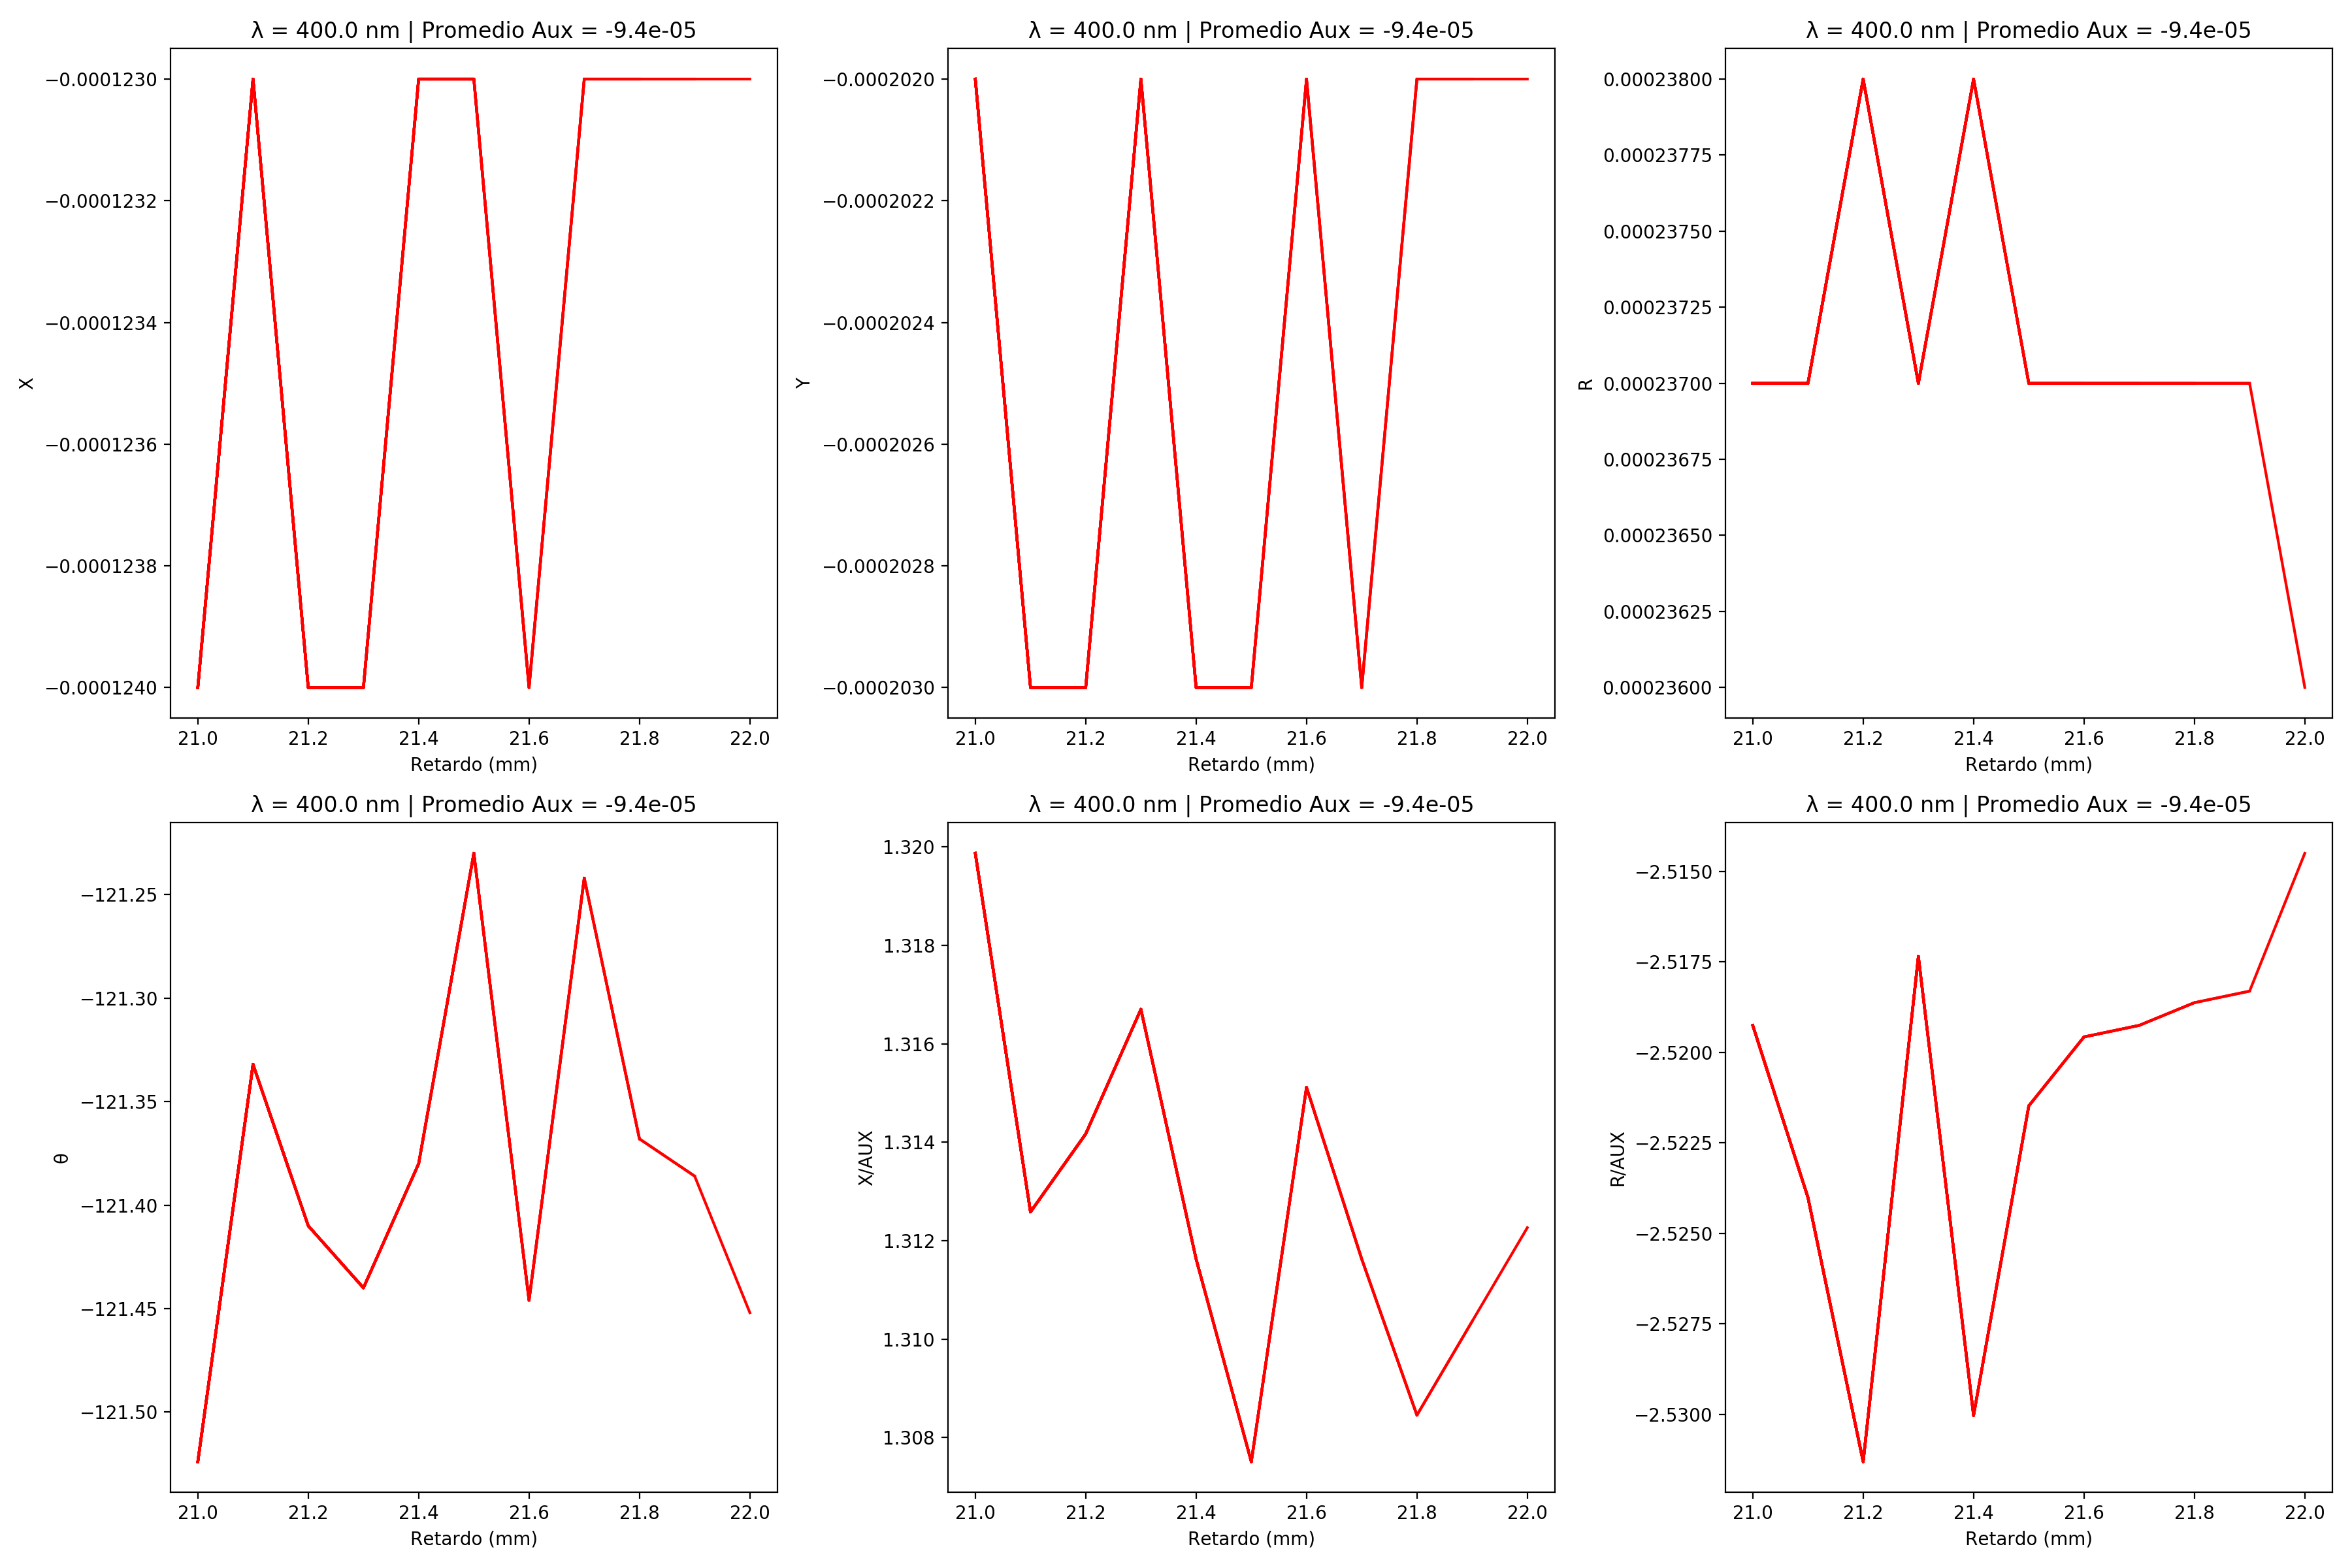 λ = 400.0 nm | Promedio Aux = -9.4e-05
−0.0001230
−0.0001232
−0.0001234
−0.0001236
−0.0001238
−0.0001240
X
21.0 21.2 21.4 21.6 21.8 22.0
Retardo (mm)
λ = 400.0 nm | Promedio Aux = -9.4e-05
−0.0002020
−0.0002022
−0.0002024
−0.0002026
−0.0002028
−0.0002030
Y
21.0 21.2 21.4 21.6 21.8 22.0
Retardo (mm)
λ = 400.0 nm | Promedio Aux = -9.4e-05
0.00023800
0.00023775
0.00023750
0.00023725
0.00023700
0.00023675
0.00023650
0.00023625
0.00023600
R
21.0 21.2 21.4 21.6 21.8 22.0
Retardo (mm)
λ = 400.0 nm | Promedio Aux = -9.4e-05
−121.25
−121.30
−121.35
−121.40
−121.45
−121.50
θ
21.0 21.2 21.4 21.6 21.8 22.0
Retardo (mm)
λ = 400.0 nm | Promedio Aux = -9.4e-05
1.320
1.318
1.316
1.314
1.312
1.310
1.308
X/AUX
21.0 21.2 21.4 21.6 21.8 22.0
Retardo (mm)
λ = 400.0 nm | Promedio Aux = -9.4e-05
−2.5150
−2.5175
−2.5200
−2.5225
−2.5250
−2.5275
−2.5300
R/AUX
21.0 21.2 21.4 21.6 21.8 22.0
Retardo (mm)